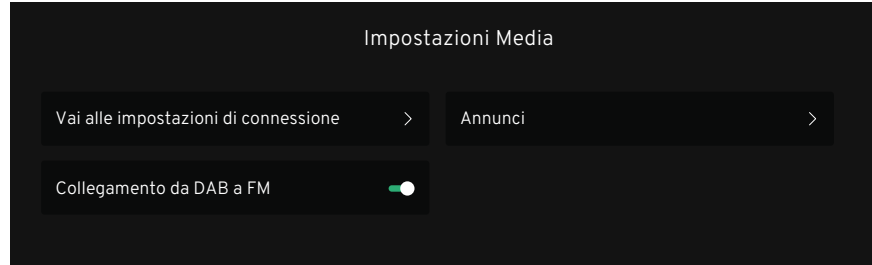 Impostazioni Media
Vai alle impostazioni di connessione
Annunci
Collegamento da DAB a FM